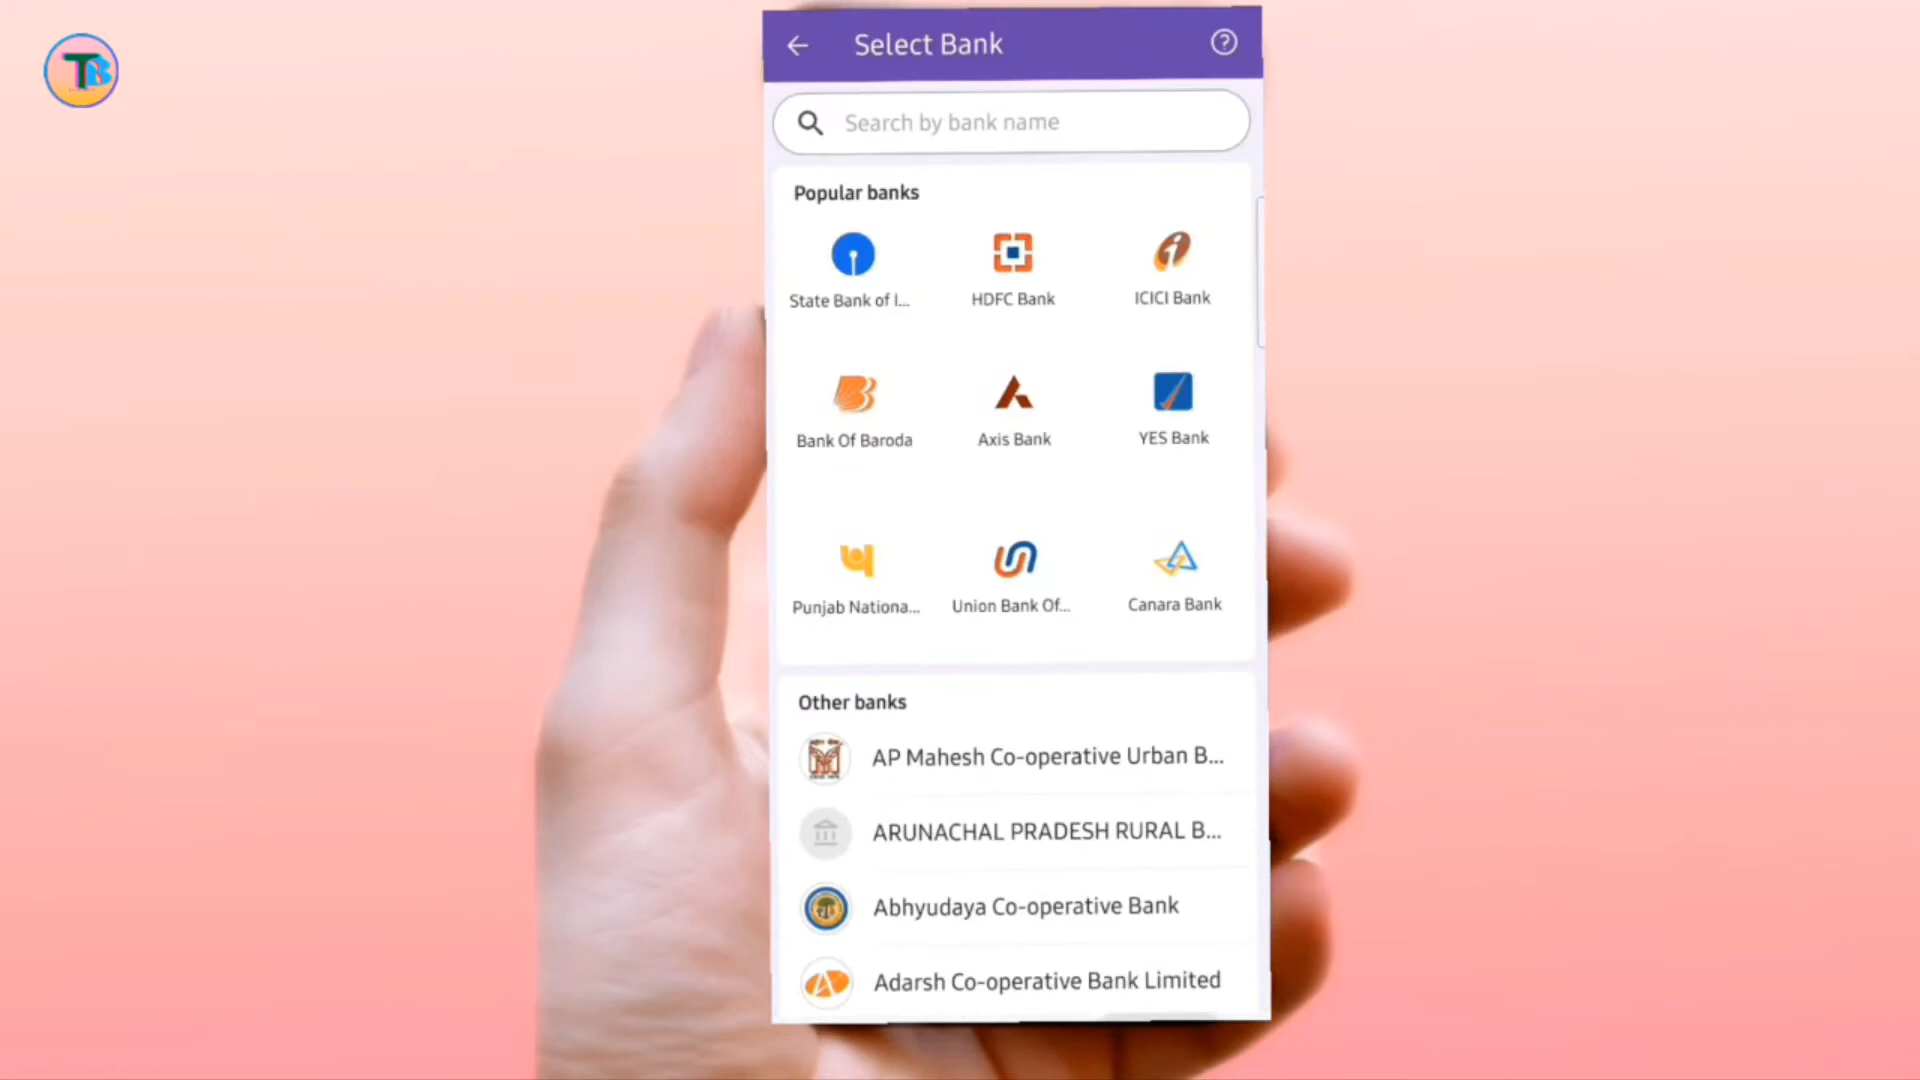 TB
Select Bank
Search by bank name
Popular banks
State Bank of I...
HDFC Bank
ICICI Bank
Bank Of Baroda
Axis Bank
YES Bank
Punjab Nationa...
Union Bank Of...
Canara Bank
Other banks
AP Mahesh Co-operative Urban B...
ARUNACHAL PRADESH RURAL B...
Abhyudaya Co-operative Bank
Adarsh Co-operative Bank Limited